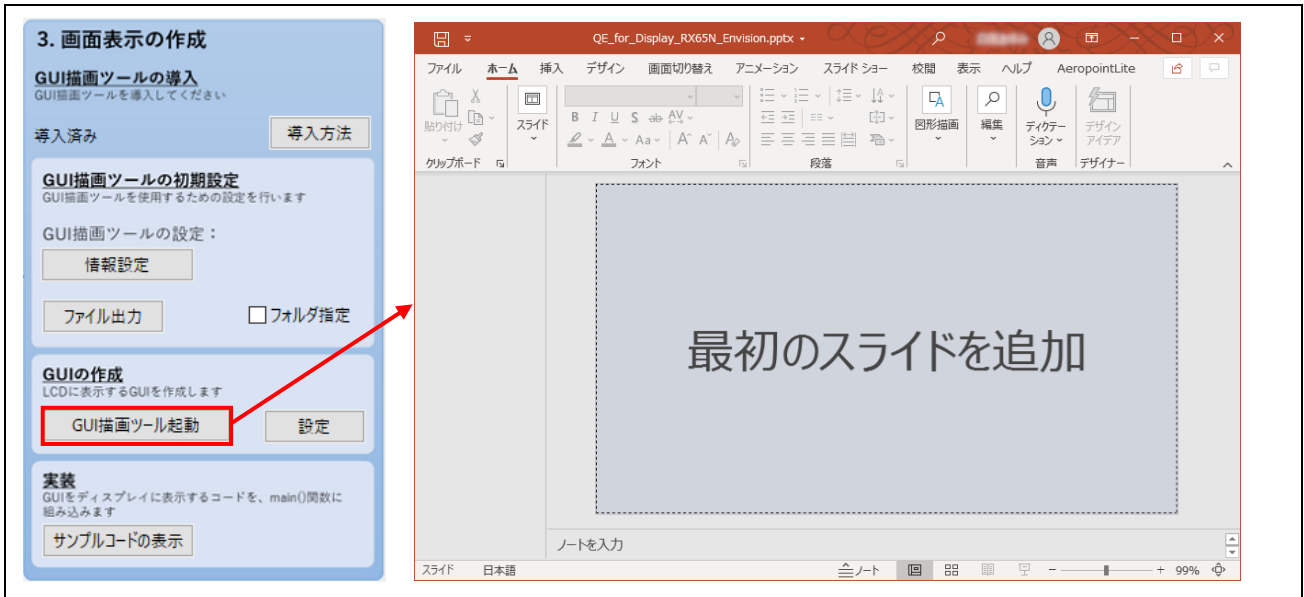 3. 画面表示の作成
GUI描画ツールの導入
GUI描画ツールを導入してください
導入済み
導入方法
GUI描画ツールの初期設定
GUI描画ツールを使用するための設定を行います
GUI描画ツールの設定：
情報設定
ファイル出力
フォルダ指定
GUIの作成
LCDに表示するGUIを作成します
GUI描画ツール起動
設定
実装
GUIをディスプレイに表示するコードを、main()関数に
組み込みます
サンプルコードの表示
QE_for_Display_RX65N_Envision.pptx
ファイル ホーム 挿入 デザイン 画面切り替え アニメーション スライド ショー 校閲 表示 ヘルプ AeropointLite
貼り付け
スライド
B I U S ab AV
A Aa A A A
図形描画
編集
ディクテー
ション
デザイン
アイデア
クリップボード フォント 段落 音声 デザイナー
最初のスライドを追加
ノートを入力
スライド 日本語 ノート 99%